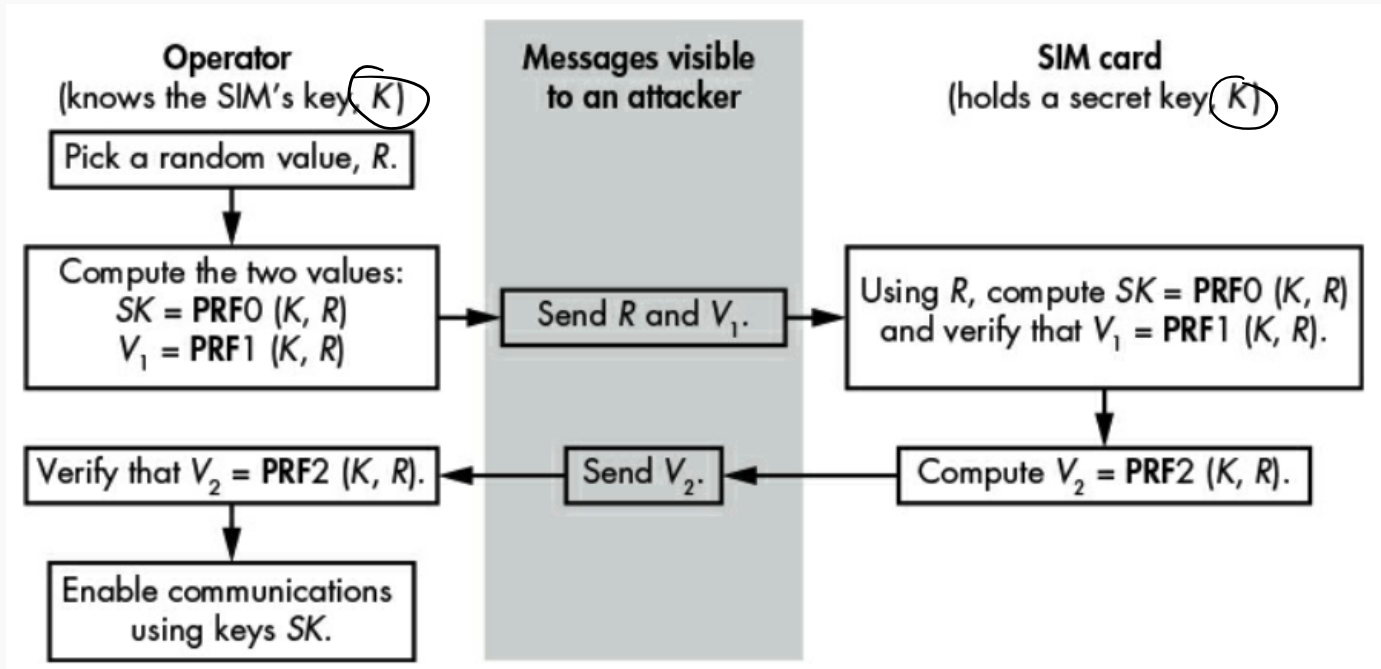 Operator
(knows the SIM's key, K)
Pick a random value, R.
Compute the two values:
SK = PRF0 (K, R)
V₁ = PRF1 (K, R)
Verify that V₂ = PRF2 (K, R).
Enable communications
using keys SK.
Messages visible
to an attacker
Send R and V₁.
Send V₂.
SIM card
(holds a secret key, K)
Using R, compute SK = PRF0 (K, R)
and verify that V₁ = PRF1 (K, R).
Compute V₂ = PRF2 (K, R).